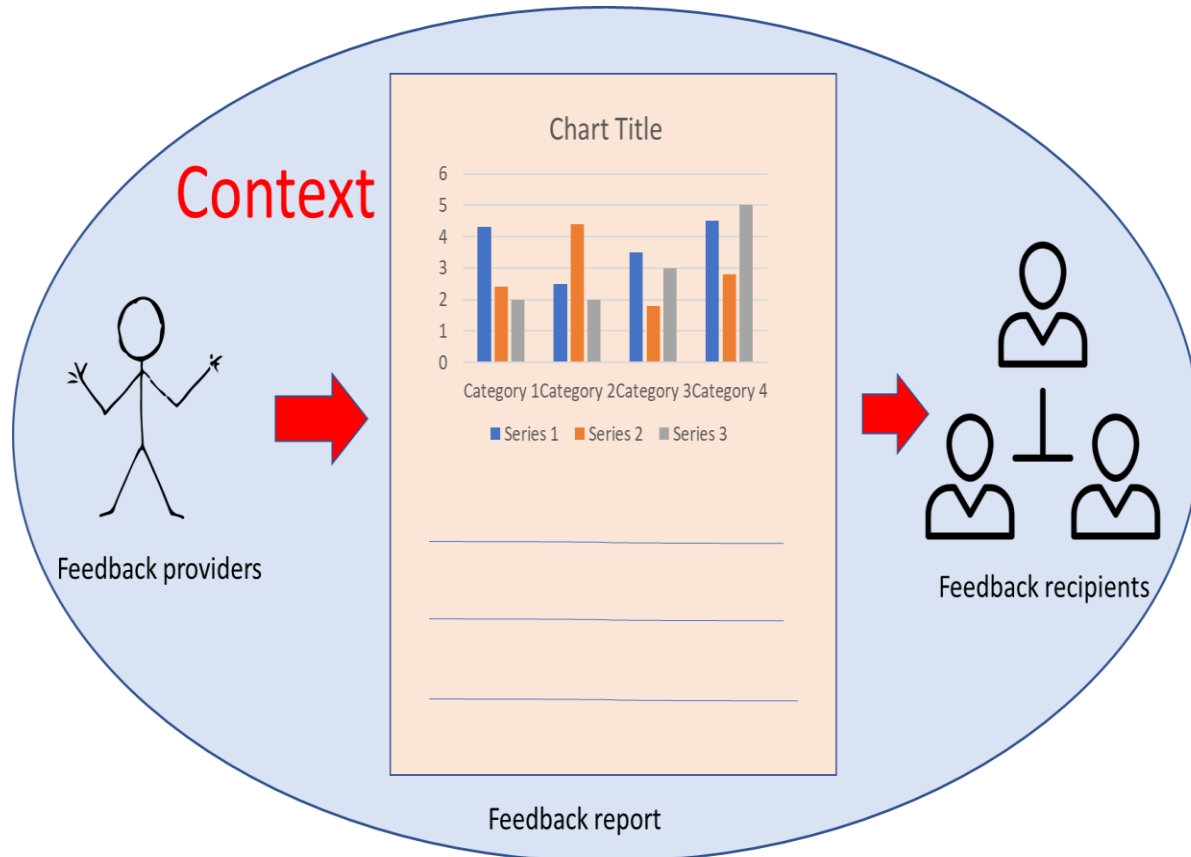 Context
Chart Title
6
5
4
3
2
1
0
Category 1Category 2Category 3Category 4
Series 1 Series 2 Series 3
Feedback providers
Feedback recipients
Feedback report